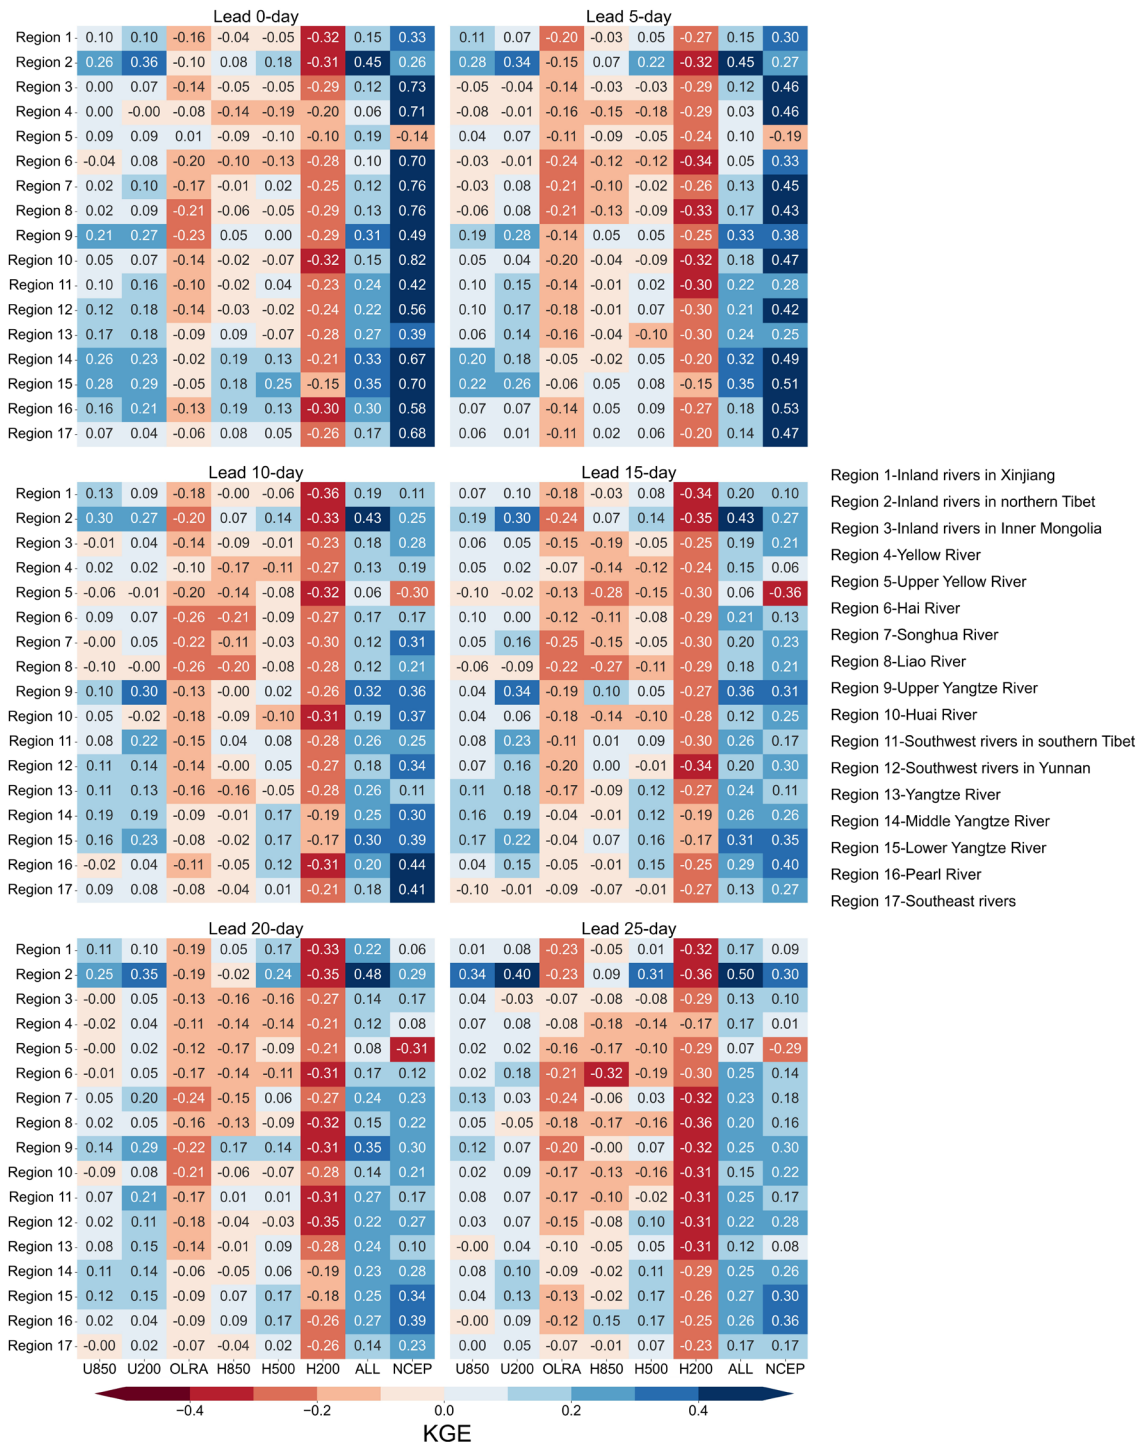 Lead 0-day Lead 5-day
Region 1 0.10 0.10 -0.16 -0.04 -0.05 -0.32 0.15 0.33 0.11 0.07 -0.20 -0.03 0.05 -0.27 0.15 0.30
Region 2 0.26 0.36 -0.10 0.08 0.18 -0.31 0.45 0.26 0.28 0.34 -0.15 0.07 0.22 -0.32 0.45 0.27
Region 3 0.00 0.07 -0.14 -0.05 -0.05 -0.29 0.12 0.73 -0.05 -0.04 -0.14 -0.03 -0.03 -0.29 0.12 0.46
Region 4 0.00 -0.00 -0.08 -0.14 -0.19 -0.20 0.06 0.71 -0.08 -0.01 -0.16 -0.15 -0.18 -0.29 0.03 0.46
Region 5 0.09 0.09 0.01 -0.09 -0.10 -0.10 0.19 -0.14 0.04 0.07 -0.11 -0.09 -0.05 -0.24 0.10 -0.19
Region 6 -0.04 0.08 -0.20 -0.10 -0.13 -0.28 0.10 0.70 -0.03 -0.01 -0.24 -0.12 -0.12 -0.34 0.05 0.33
Region 7 0.02 0.10 -0.17 -0.01 0.02 -0.25 0.12 0.76 -0.03 0.08 -0.21 -0.10 -0.02 -0.26 0.13 0.45
Region 8 0.02 0.09 -0.21 -0.06 -0.05 -0.29 0.13 0.76 -0.06 0.08 -0.21 -0.13 -0.09 -0.33 0.17 0.43
Region 9 0.21 0.27 -0.23 0.05 0.00 -0.29 0.31 0.49 0.19 0.28 -0.14 0.05 0.05 -0.25 0.33 0.38
Region 10 0.05 0.07 -0.14 -0.02 -0.07 -0.32 0.15 0.82 0.05 0.04 -0.20 -0.04 -0.09 -0.32 0.18 0.47
Region 11 0.10 0.16 -0.10 -0.02 0.04 -0.23 0.24 0.42 0.10 0.15 -0.14 -0.01 0.02 -0.30 0.22 0.28
Region 12 0.12 0.18 -0.14 -0.03 -0.02 -0.24 0.22 0.56 0.10 0.17 -0.18 -0.01 0.07 -0.30 0.21 0.42
Region 13 0.17 0.18 -0.09 0.09 -0.07 -0.28 0.27 0.39 0.06 0.14 -0.16 -0.04 -0.10 -0.30 0.24 0.25
Region 14 0.26 0.23 -0.02 0.19 0.13 -0.21 0.33 0.67 0.20 0.18 -0.05 -0.02 0.05 -0.20 0.32 0.49
Region 15 0.28 0.29 -0.05 0.18 0.25 -0.15 0.35 0.70 0.22 0.26 -0.06 0.05 0.08 -0.15 0.35 0.51
Region 16 0.16 0.21 -0.13 0.19 0.13 -0.30 0.30 0.58 0.07 0.07 -0.14 0.05 0.09 -0.27 0.18 0.53
Region 17 0.07 0.04 -0.06 0.08 0.05 -0.26 0.17 0.68 0.06 0.01 -0.11 0.02 0.06 -0.20 0.14 0.47
Lead 10-day Lead 15-day
Region 1 0.13 0.09 -0.18 -0.00 -0.06 -0.36 0.19 0.11 0.07 0.10 -0.18 -0.03 0.08 -0.34 0.20 0.10
Region 2 0.30 0.27 -0.20 0.07 0.14 -0.33 0.43 0.25 0.19 0.30 -0.24 0.07 0.14 -0.35 0.43 0.27
Region 3 -0.01 0.04 -0.14 -0.09 -0.01 -0.23 0.18 0.28 0.06 0.05 -0.15 -0.19 -0.05 -0.25 0.19 0.21
Region 4 0.02 0.02 -0.10 -0.17 -0.11 -0.27 0.13 0.19 0.05 0.02 -0.07 -0.14 -0.12 -0.24 0.15 0.06
Region 5 -0.06 -0.01 -0.20 -0.14 -0.08 -0.32 0.06 -0.30 -0.10 -0.02 -0.13 -0.28 -0.15 -0.30 0.06 -0.36
Region 6 0.09 0.07 -0.26 -0.21 -0.09 -0.27 0.17 0.17 0.10 0.10 -0.12 -0.11 -0.08 -0.29 0.21 0.13
Region 7 -0.00 0.05 -0.22 -0.11 -0.03 -0.30 0.12 0.31 0.05 0.16 -0.25 -0.15 -0.05 -0.30 0.20 0.23
Region 8 -0.10 -0.00 -0.26 -0.20 -0.08 -0.28 0.12 0.21 -0.06 -0.09 -0.22 -0.27 -0.11 -0.29 0.18 0.21
Region 9 0.10 0.30 -0.13 -0.00 0.02 -0.26 0.32 0.36 0.04 0.34 -0.19 0.10 0.05 -0.27 0.36 0.31
Region 10 0.05 -0.02 -0.18 -0.09 -0.10 -0.31 0.19 0.37 0.04 0.06 -0.18 -0.14 -0.10 -0.28 0.12 0.25
Region 11 0.08 0.22 -0.15 0.04 0.08 -0.28 0.26 0.25 0.08 0.23 -0.11 0.01 0.09 -0.30 0.26 0.17
Region 12 0.11 0.14 -0.14 -0.00 0.05 -0.27 0.18 0.34 0.07 0.16 -0.20 0.00 -0.01 -0.34 0.20 0.30
Region 13 0.11 0.13 -0.16 -0.16 -0.05 -0.28 0.26 0.11 0.11 0.18 -0.17 -0.09 0.12 -0.27 0.24 0.11
Region 14 0.19 0.19 -0.09 -0.01 0.17 -0.19 0.25 0.30 0.16 0.19 -0.04 -0.01 0.12 -0.19 0.26 0.26
Region 15 0.16 0.23 -0.08 -0.02 0.17 -0.17 0.30 0.39 0.17 0.22 -0.04 0.07 0.16 -0.17 0.31 0.35
Region 16 -0.02 0.04 -0.11 -0.05 0.12 -0.31 0.20 0.44 0.04 0.15 -0.05 -0.01 0.15 -0.25 0.29 0.40
Region 17 0.09 0.08 -0.08 -0.04 0.01 -0.21 0.18 0.41 -0.10 -0.01 -0.09 -0.07 -0.01 -0.27 0.13 0.27
Region 1-Inland rivers in Xinjiang
Region 2-Inland rivers in northern Tibet
Region 3-Inland rivers in Inner Mongolia
Region 4-Yellow River
Region 5-Upper Yellow River
Region 6-Hai River
Region 7-Songhua River
Region 8-Liao River
Region 9-Upper Yangtze River
Region 10-Huai River
Region 11-Southwest rivers in southern Tibet
Region 12-Southwest rivers in Yunnan
Region 13-Yangtze River
Region 14-Middle Yangtze River
Region 15-Lower Yangtze River
Region 16-Pearl River
Region 17-Southeast rivers
Lead 20-day Lead 25-day
Region 1 0.11 0.10 -0.19 0.05 0.17 -0.33 0.22 0.06 0.01 0.08 -0.23 -0.05 0.01 -0.32 0.17 0.09
Region 2 0.25 0.35 -0.19 -0.02 0.24 -0.35 0.48 0.29 0.34 0.40 -0.23 0.09 0.31 -0.36 0.50 0.30
Region 3 -0.00 0.05 -0.13 -0.16 -0.16 -0.27 0.14 0.17 0.04 -0.03 -0.07 -0.08 -0.08 -0.29 0.13 0.10
Region 4 -0.02 0.04 -0.11 -0.14 -0.14 -0.21 0.12 0.08 0.07 0.08 -0.08 -0.18 -0.14 -0.17 0.17 0.01
Region 5 -0.00 0.02 -0.12 -0.17 -0.09 -0.21 0.08 -0.31 0.02 0.02 -0.16 -0.17 -0.10 -0.29 0.07 -0.29
Region 6 -0.01 0.05 -0.17 -0.14 -0.11 -0.31 0.17 0.12 0.02 0.18 -0.21 -0.32 -0.19 -0.30 0.25 0.14
Region 7 0.05 0.20 -0.24 -0.15 0.06 -0.27 0.24 0.23 0.13 0.03 -0.24 -0.06 0.03 -0.32 0.23 0.18
Region 8 0.02 0.05 -0.16 -0.13 -0.09 -0.32 0.15 0.22 0.05 -0.05 -0.18 -0.17 -0.16 -0.36 0.20 0.16
Region 9 0.14 0.29 -0.22 0.17 0.14 -0.31 0.35 0.30 0.12 0.07 -0.20 -0.00 0.07 -0.32 0.25 0.30
Region 10 -0.09 0.08 -0.21 -0.06 -0.07 -0.28 0.14 0.21 0.02 0.09 -0.17 -0.13 -0.16 -0.31 0.15 0.22
Region 11 0.07 0.21 -0.17 0.01 0.01 -0.31 0.27 0.17 0.08 0.07 -0.17 -0.10 -0.02 -0.31 0.25 0.17
Region 12 0.02 0.11 -0.18 -0.04 -0.03 -0.35 0.22 0.27 0.03 0.07 -0.15 -0.08 0.10 -0.31 0.22 0.28
Region 13 0.08 0.15 -0.14 -0.01 0.09 -0.28 0.24 0.10 -0.00 0.04 -0.10 -0.05 0.05 -0.31 0.12 0.08
Region 14 0.11 0.14 -0.06 -0.05 0.06 -0.19 0.23 0.28 0.08 0.10 -0.09 -0.02 0.11 -0.29 0.25 0.26
Region 15 0.12 0.15 -0.09 0.07 0.17 -0.18 0.25 0.34 0.04 0.13 -0.13 -0.02 0.17 -0.26 0.27 0.30
Region 16 0.02 0.04 -0.09 0.09 0.17 -0.26 0.27 0.39 -0.00 0.09 -0.12 0.15 0.17 -0.25 0.26 0.36
Region 17 -0.00 0.02 -0.07 -0.04 0.02 -0.26 0.14 0.23 0.00 0.05 -0.07 -0.01 0.07 -0.23 0.17 0.17
U850 U200 OLRA H850 H500 H200 ALL NCEP U850 U200 OLRA H850 H500 H200 ALL NCEP
−0.4 −0.2 0.0 0.2 0.4
KGE